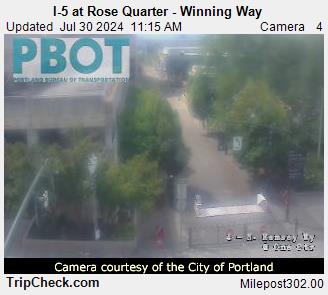 I-5 at Rose Quarter - Winning Way
Updated Jul 30 2024 11:15 AM Camera 4
PBOT
PORTLAND BUREAU OF TRANSPORTATION
Camera courtesy of the City of Portland
TripCheck.com Milepost302.00